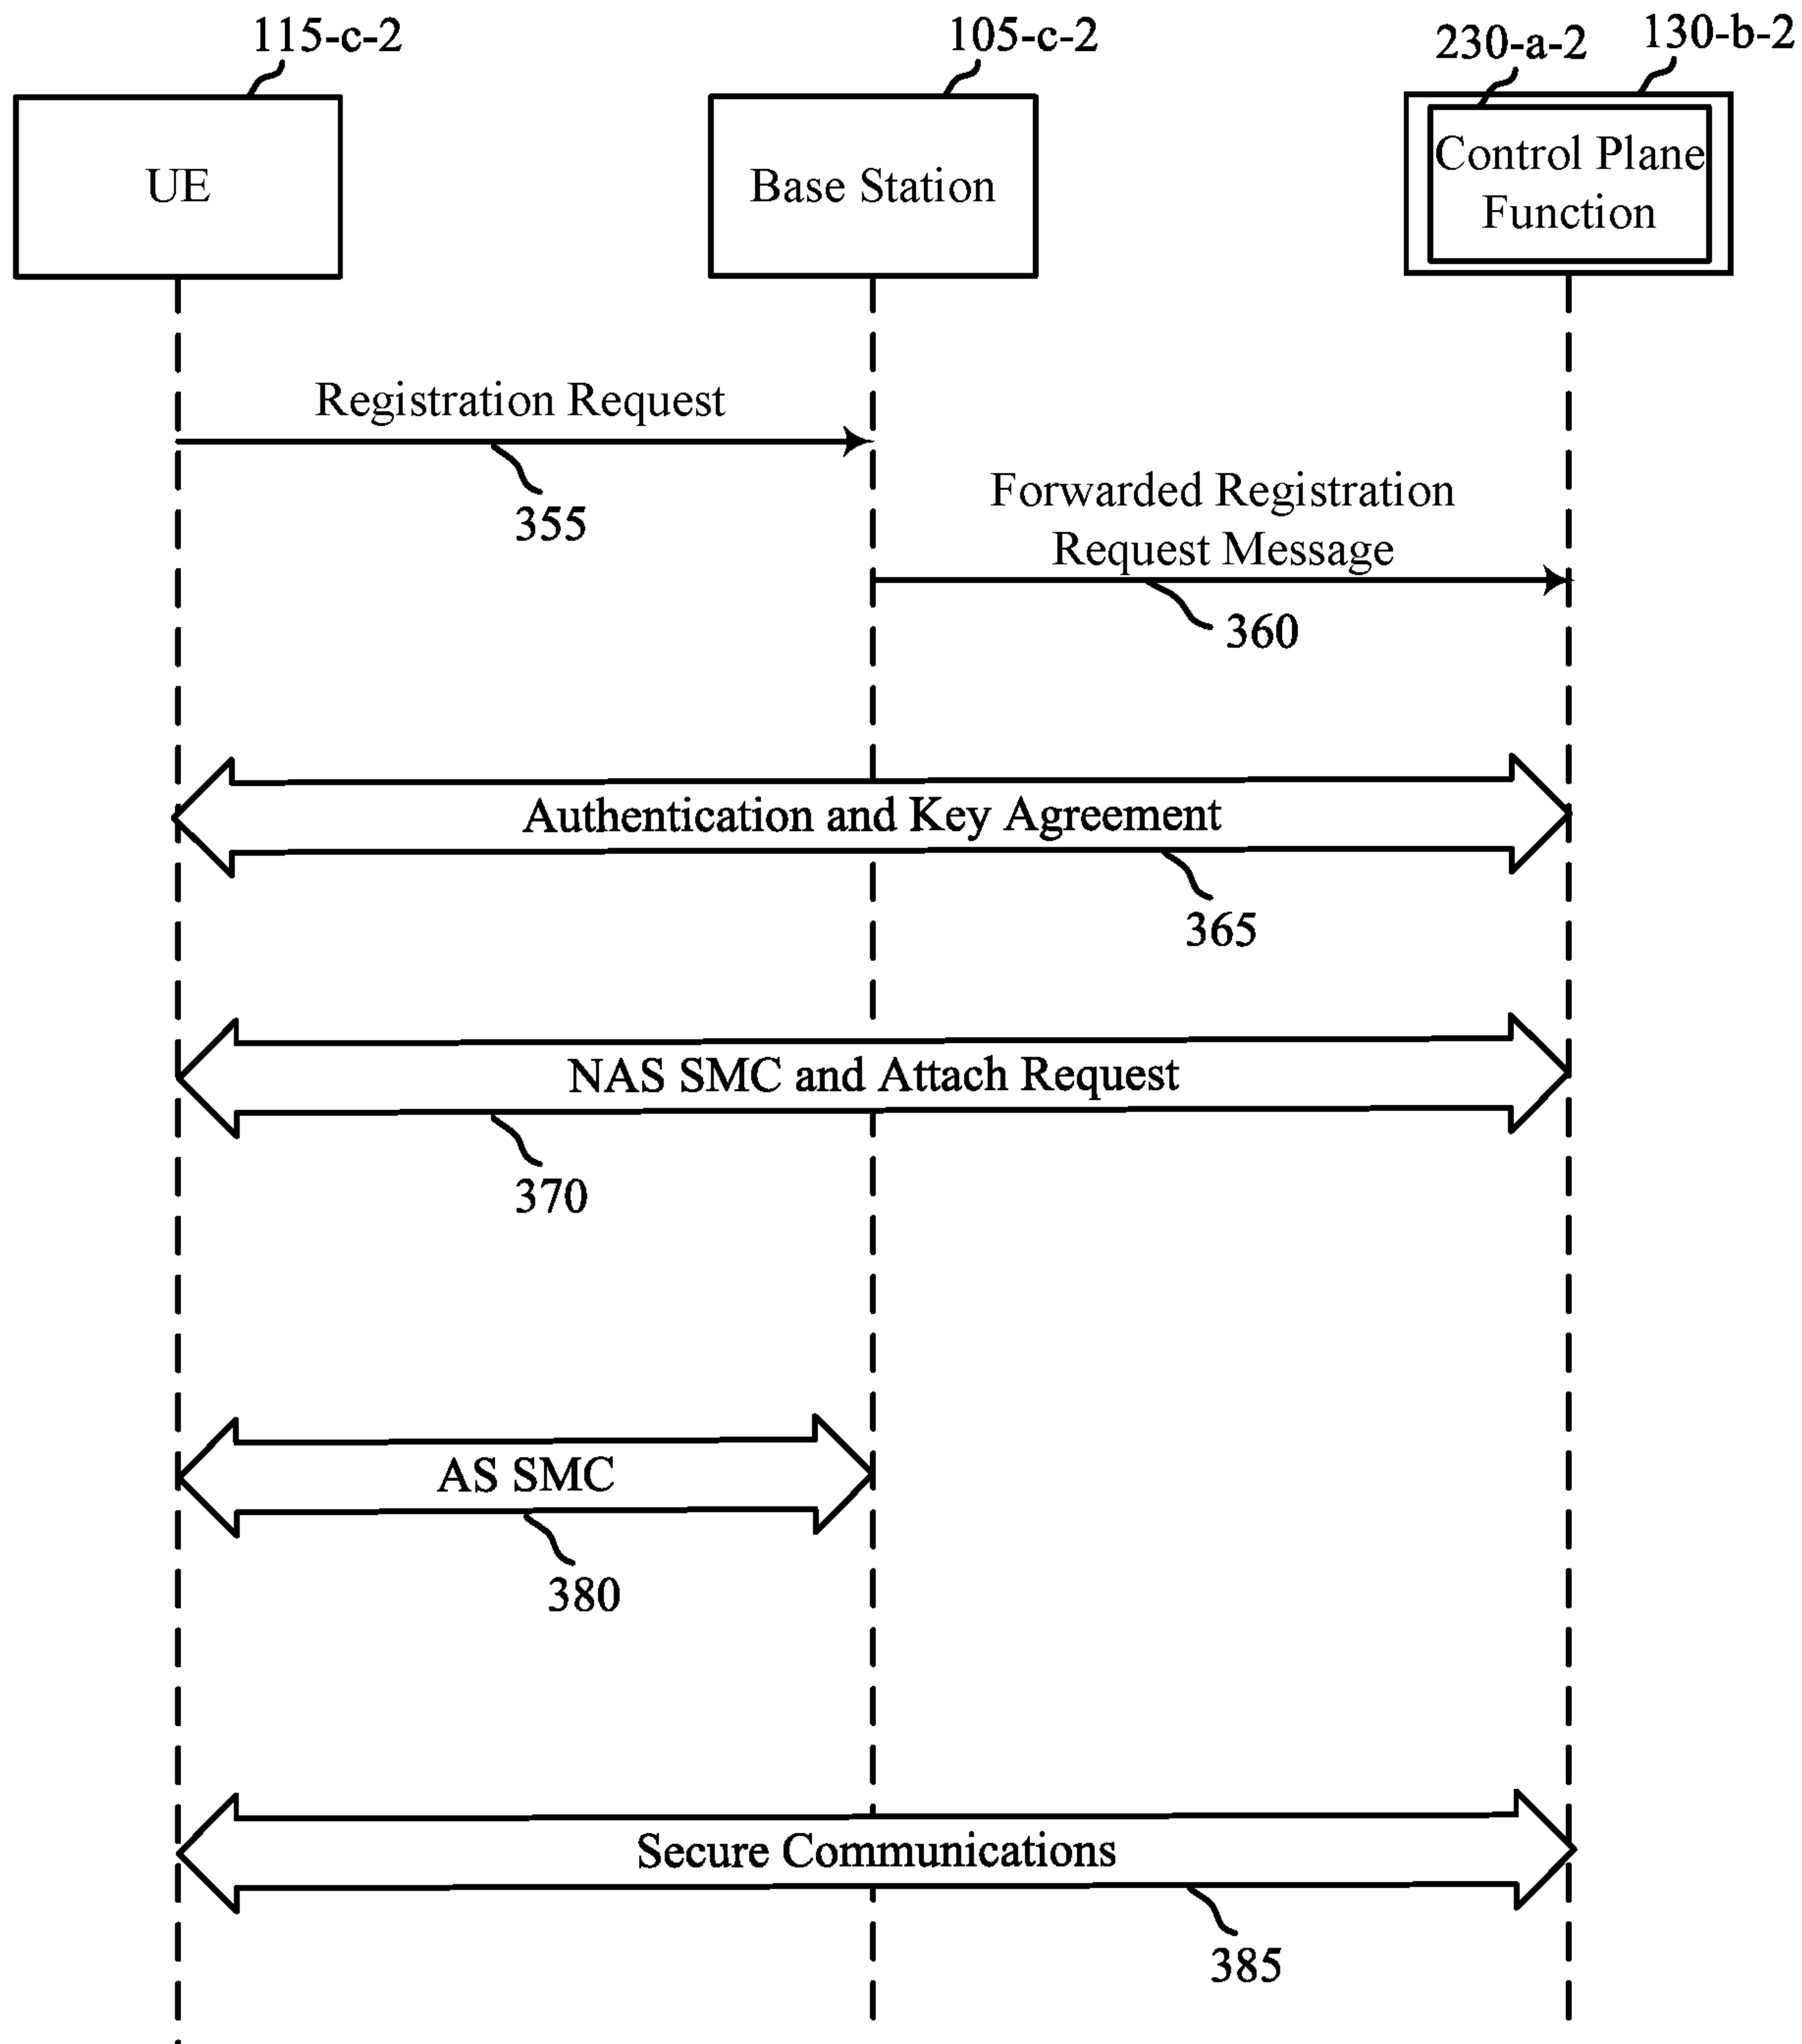 115-c-2
105-c-2
230-a-2
130-b-2
UE
Base Station
Control Plane
Function
Registration Request
355
Forwarded Registration
Request Message
360
Authentication and Key Agreement
365
NAS SMC and Attach Request
370
AS SMC
380
Secure Communications
385